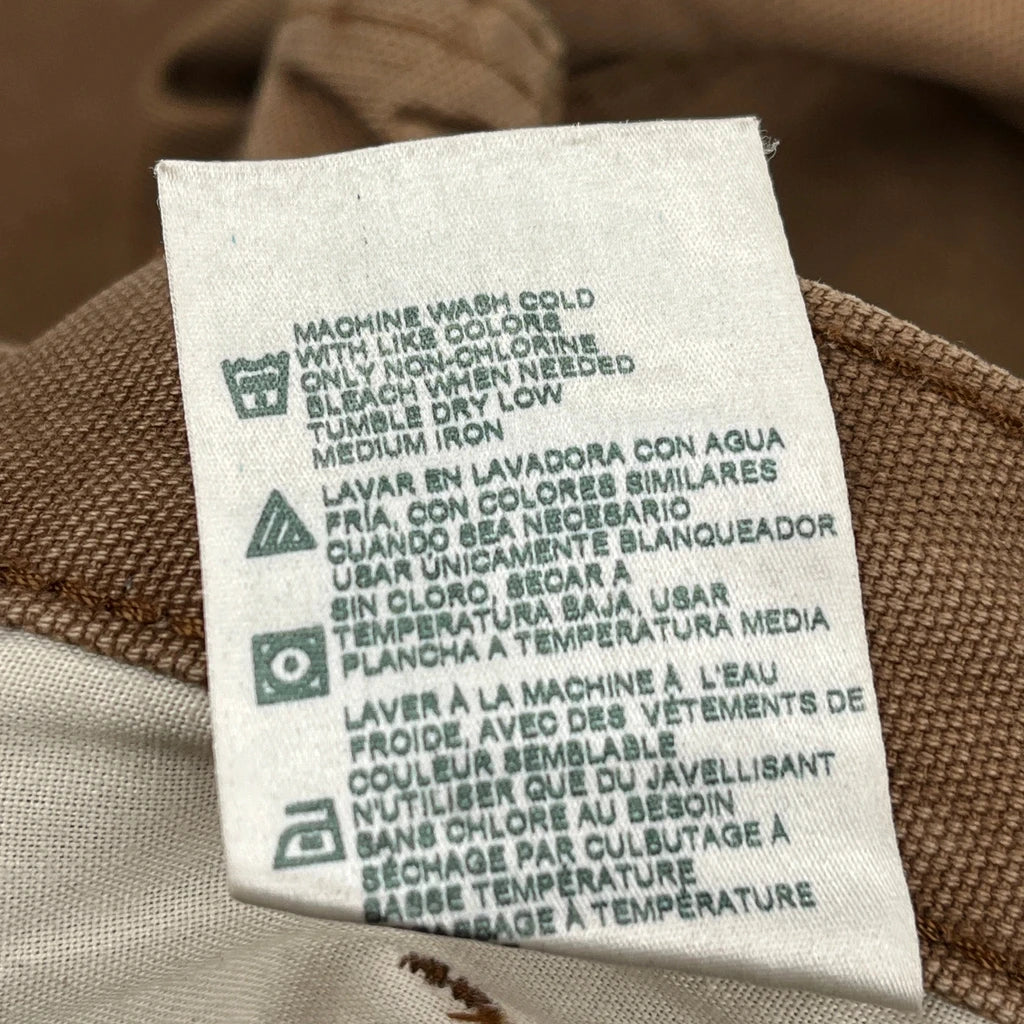 MACHINE WASH COLD
WITH LIKE COLORS
ONLY NON-CHLORINE
BLEACH WHEN NEEDED
TUMBLE DRY LOW
MEDIUM IRON
LAVAR EN LAVADORA CON AGUA
FRÍA, CON COLORES SIMILARES
CUANDO SEA NECESARIO
USAR ÚNICAMENTE BLANQUEADOR
SIN CLORO, SECAR A
TEMPERATURA BAJA, USAR
PLANCHA A TEMPERATURA MEDIA
LAVER À LA MACHINE À L'EAU
FROIDE, AVEC DES VÊTEMENTS DE
COULEUR SEMBLABLE
N'UTILISER QUE DU JAVELLISANT
SANS CHLORE AU BESOIN
SÉCHAGE PAR CULBUTAGE À
BASSE TEMPÉRATURE
À TEMPÉRATURE